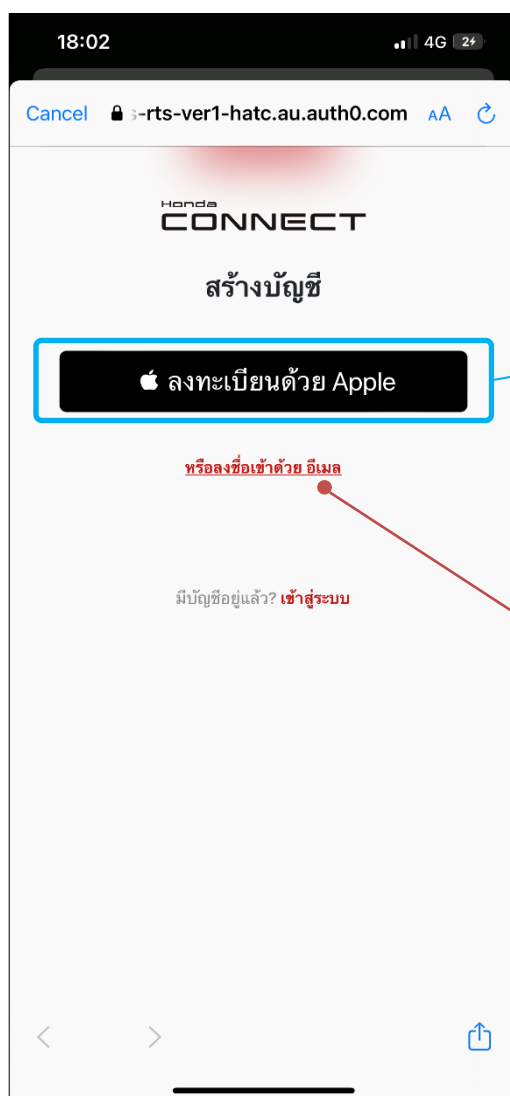 18:02 4G 24
Cancel s-rts-ver1-hatc.au.auth0.com AA
Honda
CONNECT
สร้างบัญชี
ลงทะเบียนด้วย Apple
หรือลงชื่อเข้าด้วย อีเมล
มีบัญชีอยู่แล้ว? เข้าสู่ระบบ